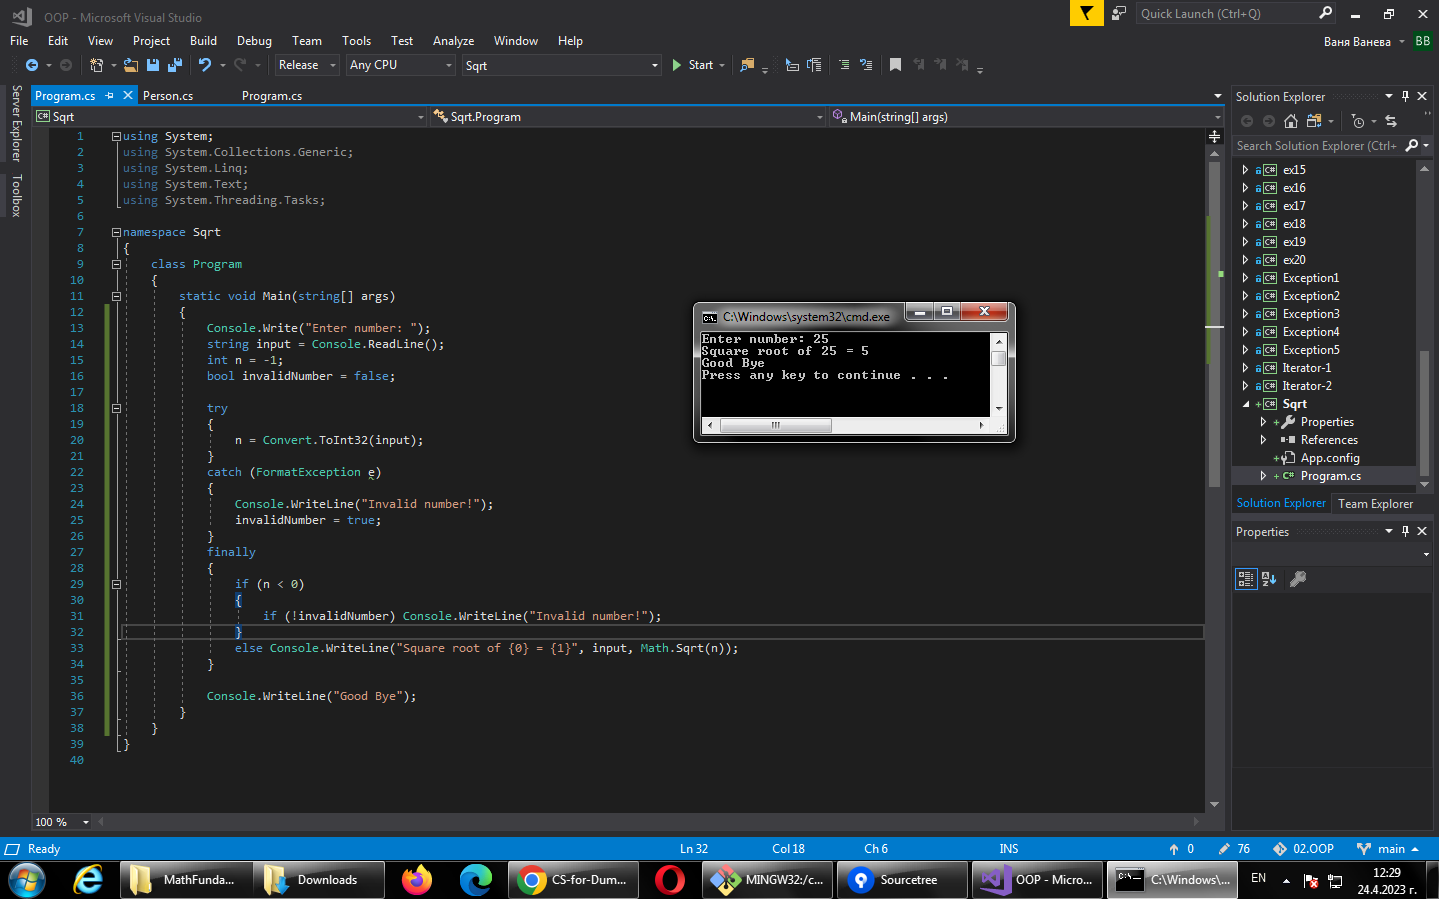 OOP - Microsoft Visual Studio
Quick Launch (Ctrl+Q)
File Edit View Project Build Debug Team Tools Test Analyze Window Help
Ваня Ванева BB
Release Any CPU Sqrt Start
Server Explorer
Toolbox
Program.cs Person.cs Program.cs
C# Sqrt Sqrt.Program Main(string[] args)
1 using System;
2 using System.Collections.Generic;
3 using System.Linq;
4 using System.Text;
5 using System.Threading.Tasks;
6
7 namespace Sqrt
8 {
9 class Program
10 {
11 static void Main(string[] args)
12 {
13 Console.Write("Enter number: ");
14 string input = Console.ReadLine();
15 int n = -1;
16 bool invalidNumber = false;
17
18 try
19 {
20 n = Convert.ToInt32(input);
21 }
22 catch (FormatException e)
23 {
24 Console.WriteLine("Invalid number!");
25 invalidNumber = true;
26 }
27 finally
28 {
29 if (n < 0)
30 {
31 if (!invalidNumber) Console.WriteLine("Invalid number!");
32 }
33 else Console.WriteLine("Square root of {0} = {1}", input, Math.Sqrt(n));
34 }
35
36 Console.WriteLine("Good Bye");
37 }
38 }
39 }
40
100 %
C:\Windows\system32\cmd.exe
Enter number: 25
Square root of 25 = 5
Good Bye
Press any key to continue . . .
Solution Explorer
Search Solution Explorer (Ctrl+
C# ex15
C# ex16
C# ex17
C# ex18
C# ex19
C# ex20
C# Exception1
C# Exception2
C# Exception3
C# Exception4
C# Exception5
C# Iterator-1
C# Iterator-2
C# Sqrt
Properties
References
App.config
C# Program.cs
Solution Explorer Team Explorer
Properties
Ready Ln 32 Col 18 Ch 6 INS 0 76 02.OOP main
MathFunda... Downloads CS-for-Dum... MINGW32:/c... Sourcetree OOP - Micro... C:\Windows\... EN 12:29
24.4.2023 г.